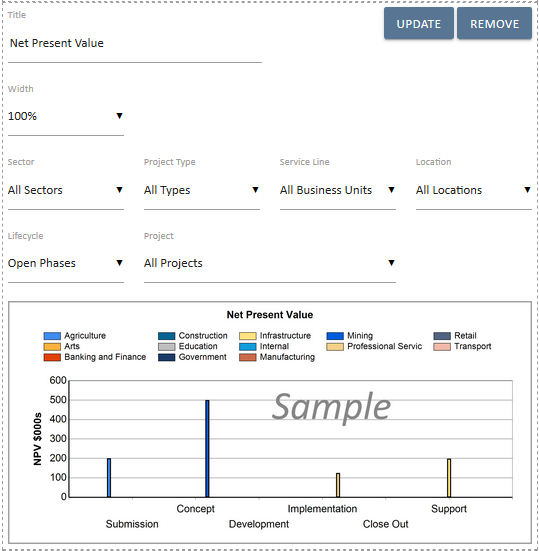 Title
UPDATE REMOVE
Net Present Value
Width
100%
Sector Project Type Service Line Location
All Sectors All Types All Business Units All Locations
Lifecycle Project
Open Phases All Projects
Net Present Value
Agriculture Construction Infrastructure Mining Retail
Arts Education Internal Professional Servic Transport
Banking and Finance Government Manufacturing
Sample
NPV $000s
600
500
400
300
200
100
0
Concept Implementation Support
Submission Development Close Out